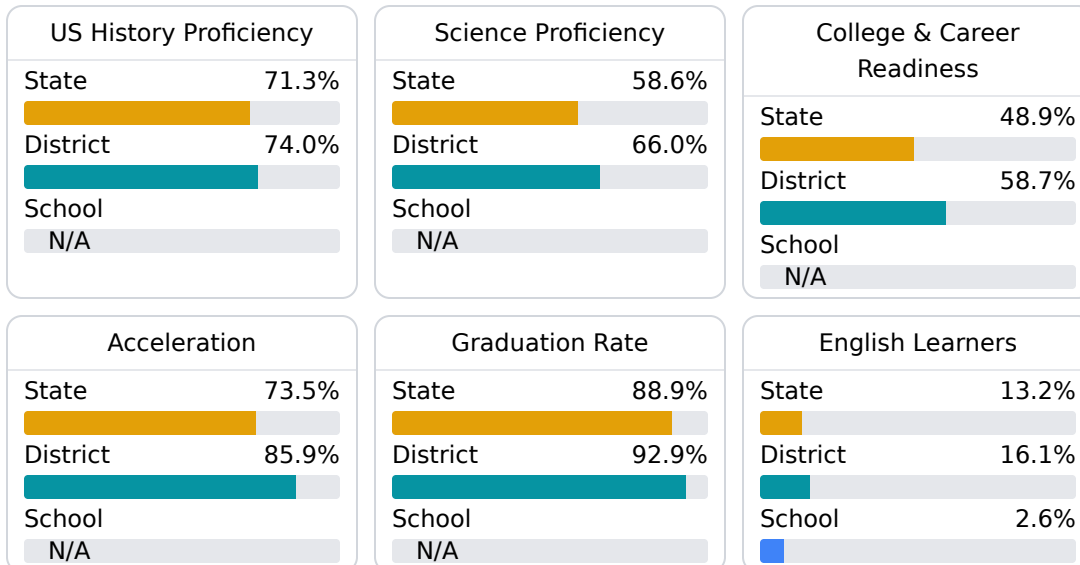 US History Proficiency
State 71.3%
District 74.0%
School
N/A
Science Proficiency
State 58.6%
District 66.0%
School
N/A
College & Career
Readiness
State 48.9%
District 58.7%
School
N/A
Acceleration
State 73.5%
District 85.9%
School
N/A
Graduation Rate
State 88.9%
District 92.9%
School
N/A
English Learners
State 13.2%
District 16.1%
School 2.6%